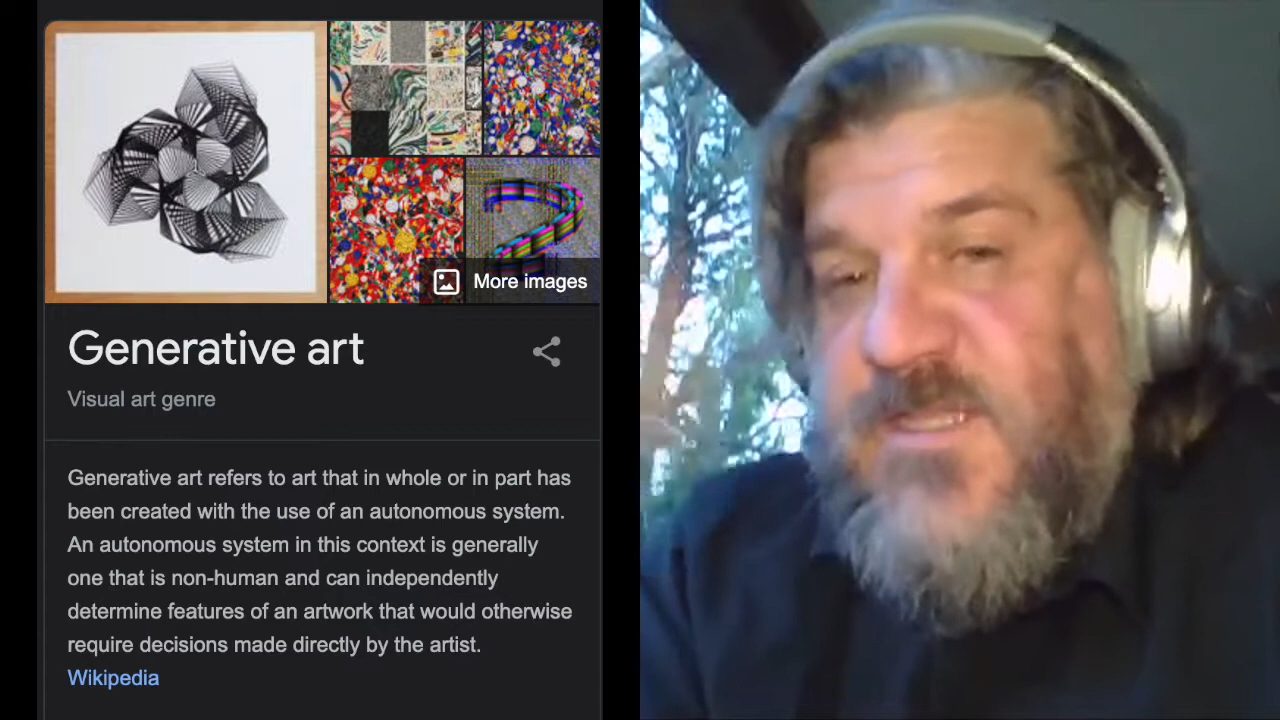 More images
Generative art
Visual art genre
Generative art refers to art that in whole or in part has
been created with the use of an autonomous system.
An autonomous system in this context is generally
one that is non-human and can independently
determine features of an artwork that would otherwise
require decisions made directly by the artist.
Wikipedia